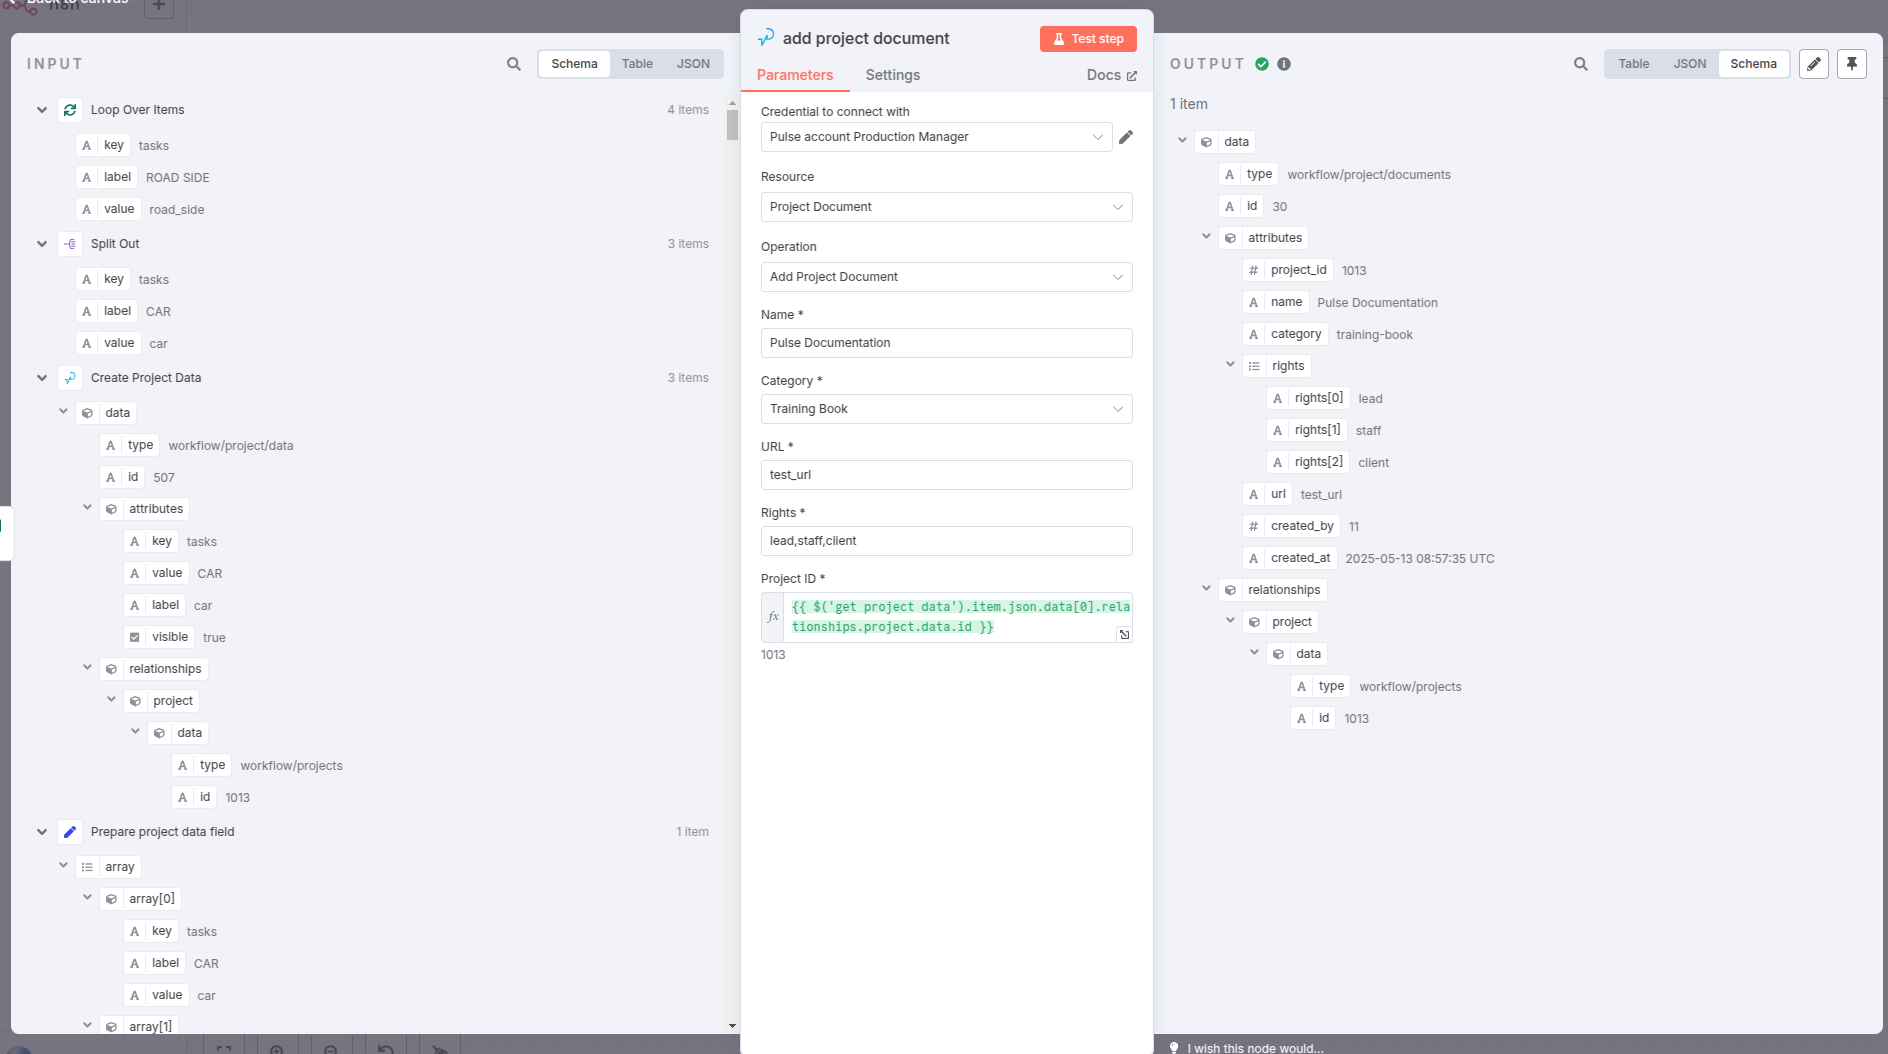 Back to canvas
n8n
INPUT
Schema
Table
JSON
Loop Over Items
4 items
A key tasks
A label ROAD SIDE
A value road_side
Split Out
3 items
A key tasks
A label CAR
A value car
Create Project Data
3 items
data
A type workflow/project/data
A id 507
attributes
A key tasks
A value CAR
A label car
visible true
relationships
project
data
A type workflow/projects
A id 1013
Prepare project data field
1 item
array
array[0]
A key tasks
A label CAR
A value car
array[1]
add project document
Test step
Parameters
Settings
Docs
Credential to connect with
Pulse account Production Manager
Resource
Project Document
Operation
Add Project Document
Name *
Pulse Documentation
Category *
Training Book
URL *
test_url
Rights *
lead,staff,client
Project ID *
fx
{{ $('get project data').item.json.data[0].rela
tionships.project.data.id }}
1013
OUTPUT
Table
JSON
Schema
1 item
data
A type workflow/project/documents
A id 30
attributes
# project_id 1013
A name Pulse Documentation
A category training-book
rights
A rights[0] lead
A rights[1] staff
A rights[2] client
A url test_url
# created_by 11
A created_at 2025-05-13 08:57:35 UTC
relationships
project
data
A type workflow/projects
A id 1013
I wish this node would...